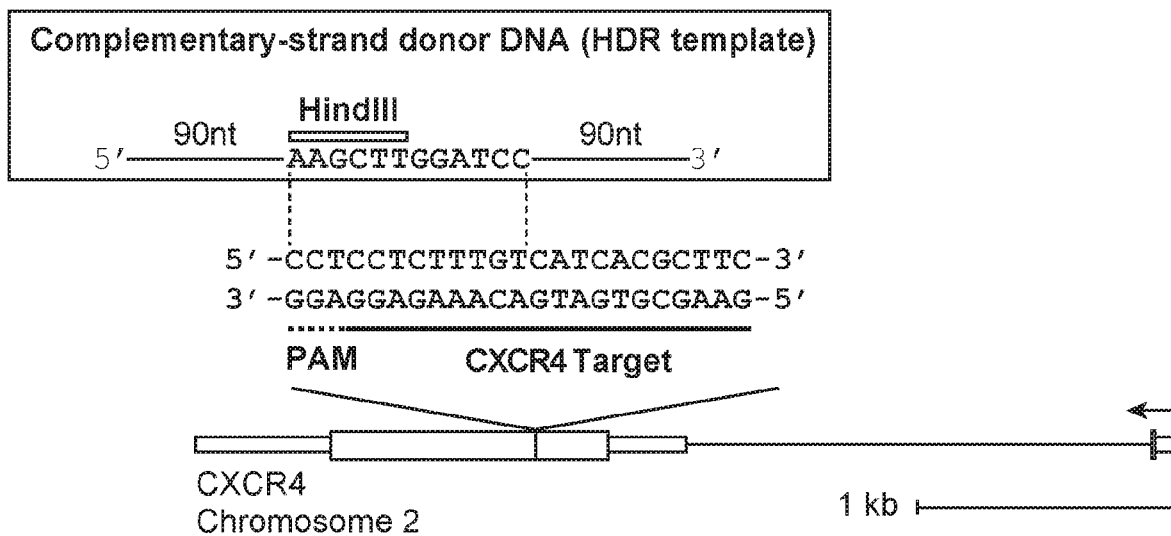 Complementary-strand donor DNA (HDR template)
HindIII
90nt 90nt
5′ AAGCTTGGATCC 3′
5′ -CCTCCTCTTTGTCATCACGCTTC-3′
3′ -GGAGGAGAAACAGTAGTGCGAAG-5′
PAM CXCR4 Target
CXCR4
Chromosome 2
1 kb